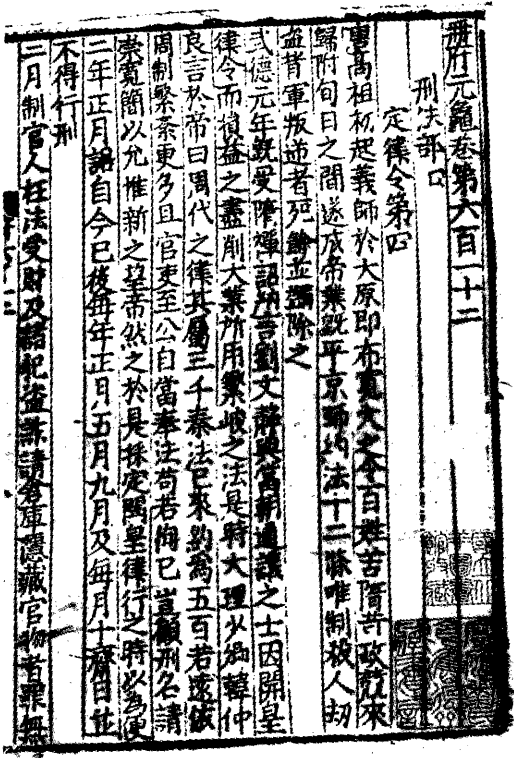 冊府元龜卷第六百一十二
刑法部
定律令第四
唐高祖初起義師於大原即布寬大之令百姓苦隋苛政競來
歸附旬日之間遂成帝業既平京師約法十二條唯制殺人劫
盜背軍叛逆者死餘並蠲除之
武德元年既受隋禪詔納言劉文靜與當朝通識之士因開皇
律令而損益之盡削大業所用繁峻之法是時大理少卿韓仲
良言於帝曰周代之律其屬三千秦法已來約為五百若遠依
周制繁紊更多且官吏至公自當奉法苟若徇己豈顧刑名請
崇寬簡以允惟新之望帝然之於是採定開皇律行之時以為便
二年正月詔自今已後每年正月五月九月及每月十齋日並
不得行刑
二月制官人枉法受財及諸犯盜詐請倉庫隱藏官物者罪無